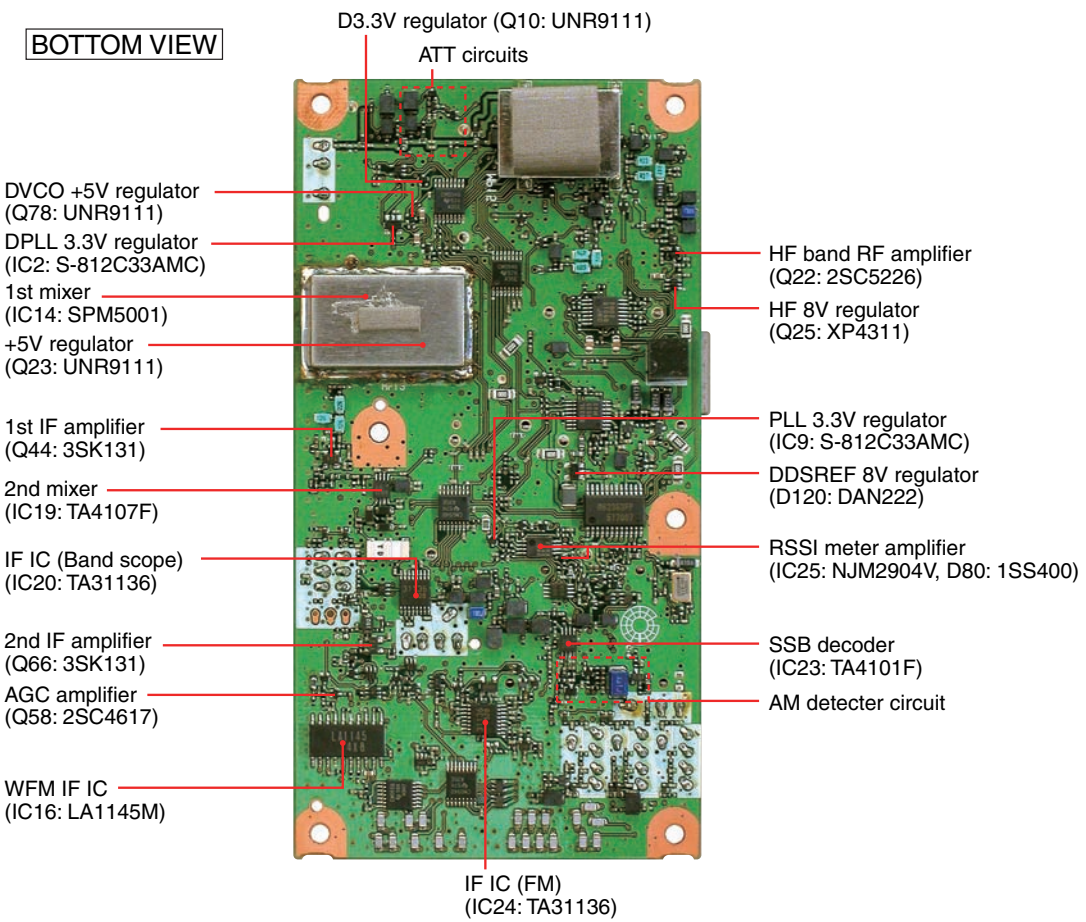 BOTTOM VIEW
D3.3V regulator (Q10: UNR9111)
ATT circuits
DVCO +5V regulator
(Q78: UNR9111)
DPLL 3.3V regulator
(IC2: S-812C33AMC)
1st mixer
(IC14: SPM5001)
+5V regulator
(Q23: UNR9111)
1st IF amplifier
(Q44: 3SK131)
2nd mixer
(IC19: TA4107F)
IF IC (Band scope)
(IC20: TA31136)
2nd IF amplifier
(Q66: 3SK131)
AGC amplifier
(Q58: 2SC4617)
WFM IF IC
(IC16: LA1145M)
HF band RF amplifier
(Q22: 2SC5226)
HF 8V regulator
(Q25: XP4311)
PLL 3.3V regulator
(IC9: S-812C33AMC)
DDSREF 8V regulator
(D120: DAN222)
RSSI meter amplifier
(IC25: NJM2904V, D80: 1SS400)
SSB decoder
(IC23: TA4101F)
AM detecter circuit
IF IC (FM)
(IC24: TA31136)
LA1145